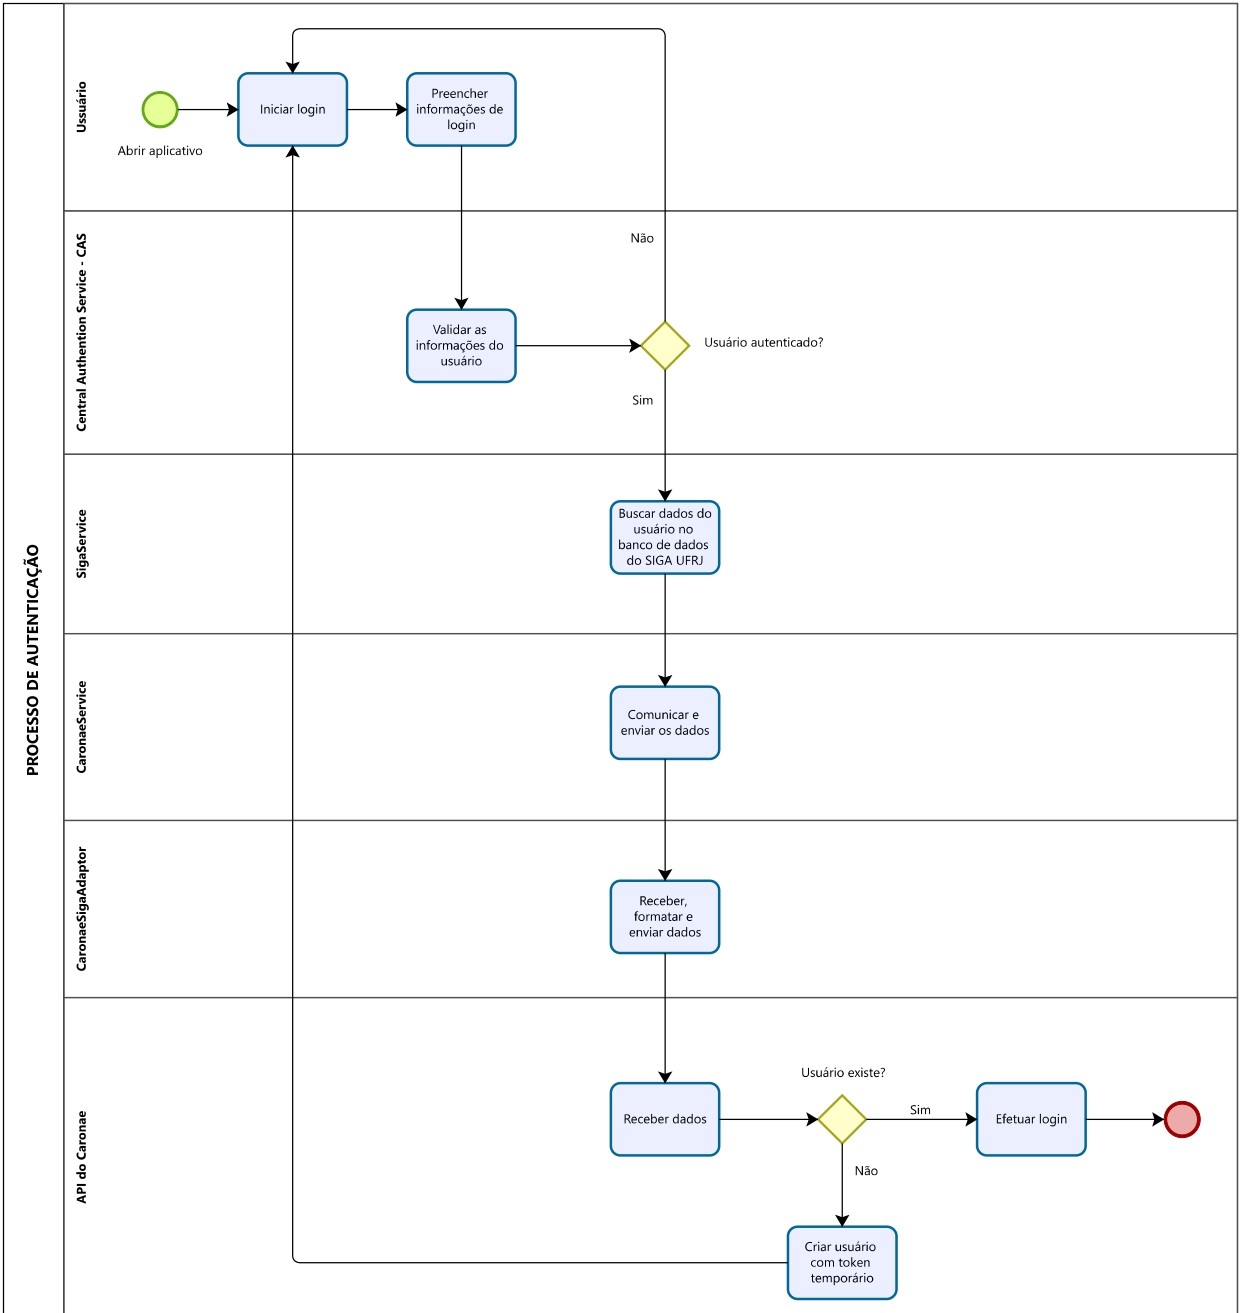 PROCESSO DE AUTENTICAÇÃO
Ussuário
Abrir aplicativo
Iniciar login
Preencher
informações de
login
Central Authention Service - CAS
Não
Validar as
informações do
usuário
Usuário autenticado?
Sim
SigaService
Buscar dados do
usuário no
banco de dados
do SIGA UFRJ
CaronaeService
Comunicar e
enviar os dados
CaronaeSigaAdaptor
Receber,
formatar e
enviar dados
API do Caronae
Receber dados
Usuário existe?
Sim
Efetuar login
Não
Criar usuário
com token
temporário